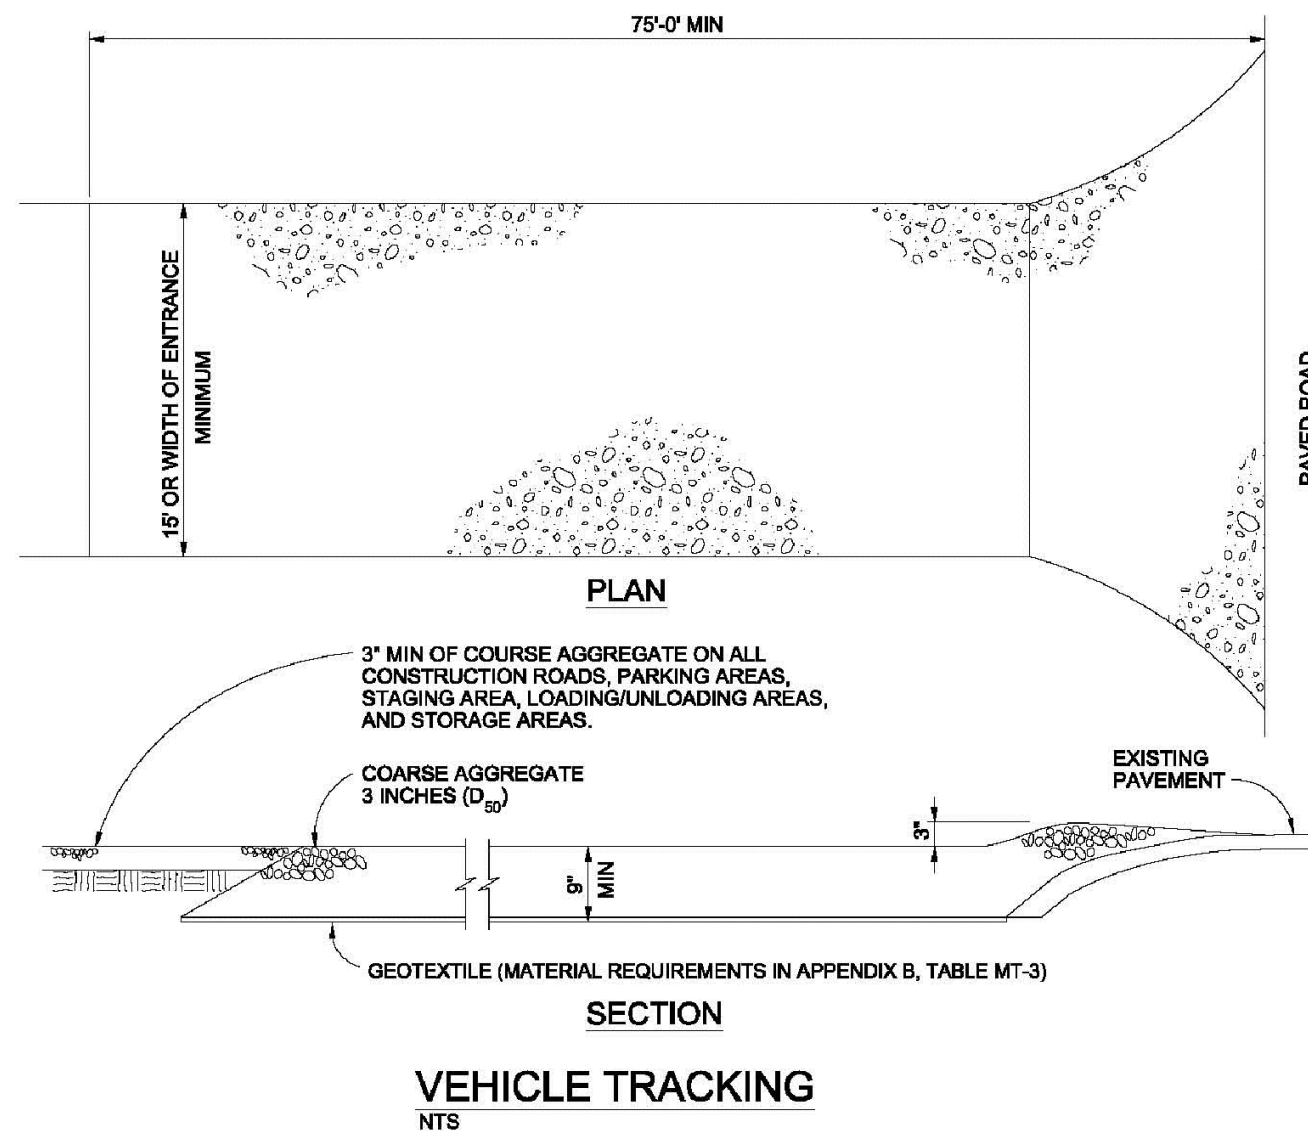 75'-0' MIN
15' OR WIDTH OF ENTRANCE
MINIMUM
PAVED ROAD
PLAN
3" MIN OF COURSE AGGREGATE ON ALL
CONSTRUCTION ROADS, PARKING AREAS,
STAGING AREA, LOADING/UNLOADING AREAS,
AND STORAGE AREAS.
COARSE AGGREGATE
3 INCHES (D50)
EXISTING
PAVEMENT
3"
9"
MIN
GEOTEXTILE (MATERIAL REQUIREMENTS IN APPENDIX B, TABLE MT-3)
SECTION
VEHICLE TRACKING
NTS